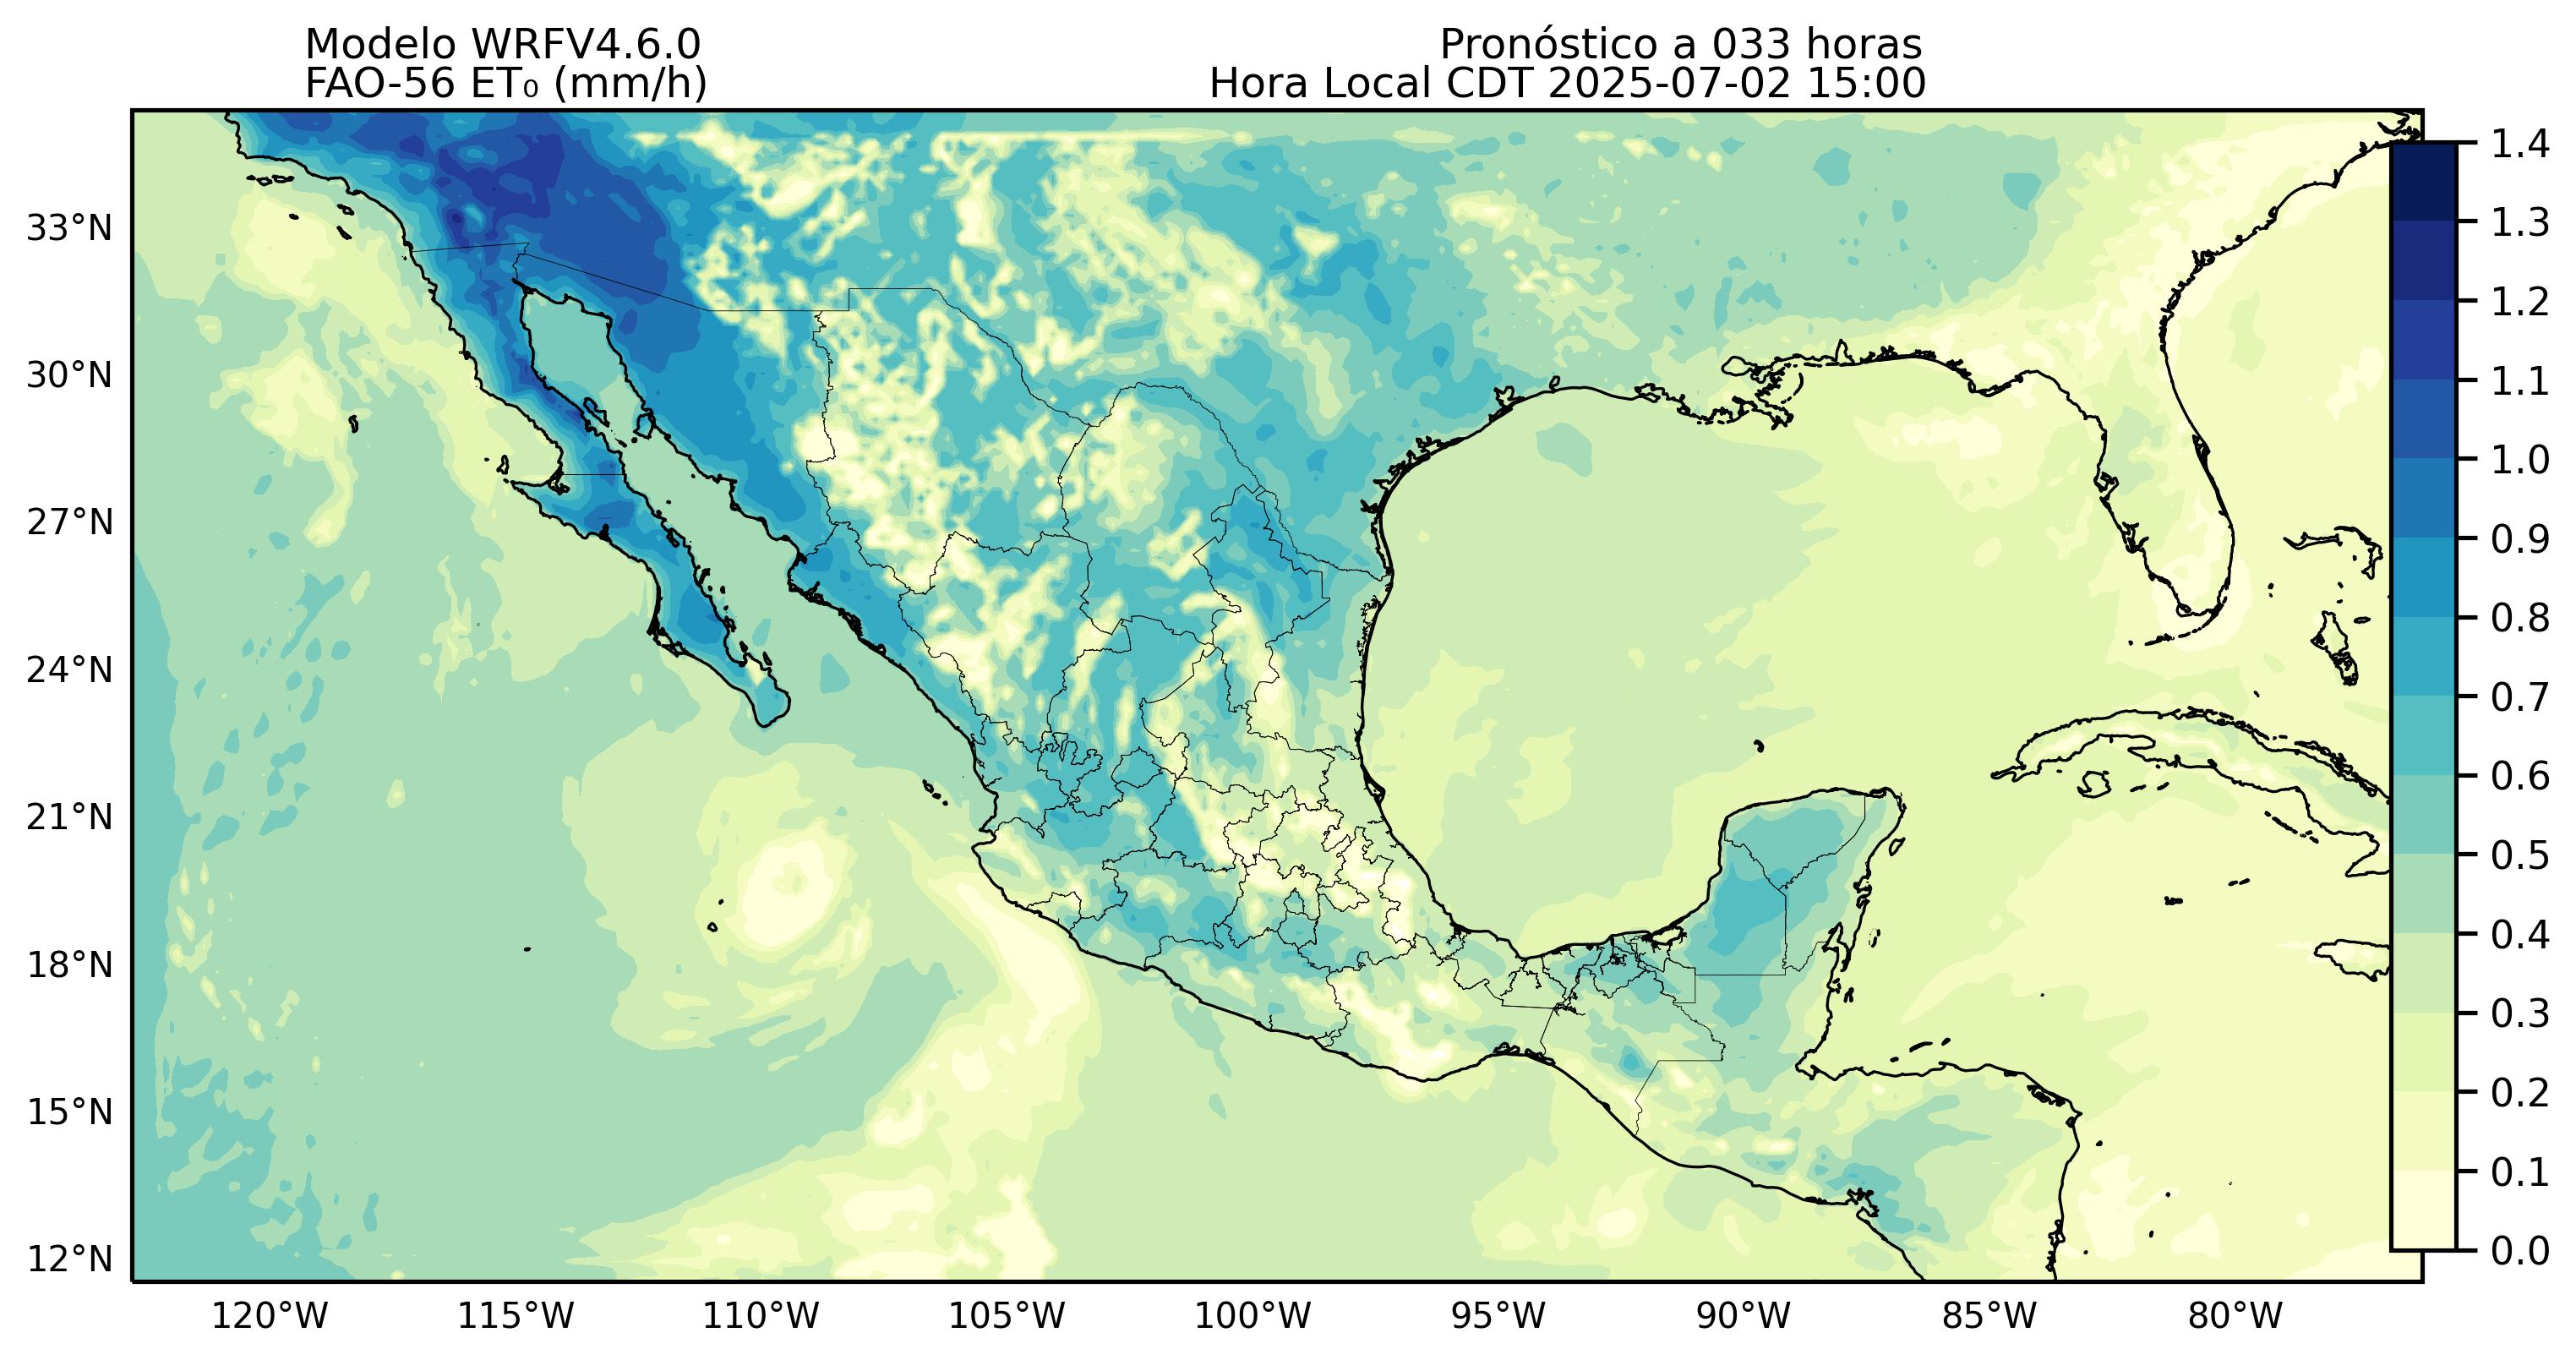 Modelo WRFV4.6.0
FAO-56 ET₀ (mm/h)
Pronóstico a 033 horas
Hora Local CDT 2025-07-02 15:00
33°N
30°N
27°N
24°N
21°N
18°N
15°N
12°N
120°W
115°W
110°W
105°W
100°W
95°W
90°W
85°W
80°W
1.4
1.3
1.2
1.1
1.0
0.9
0.8
0.7
0.6
0.5
0.4
0.3
0.2
0.1
0.0